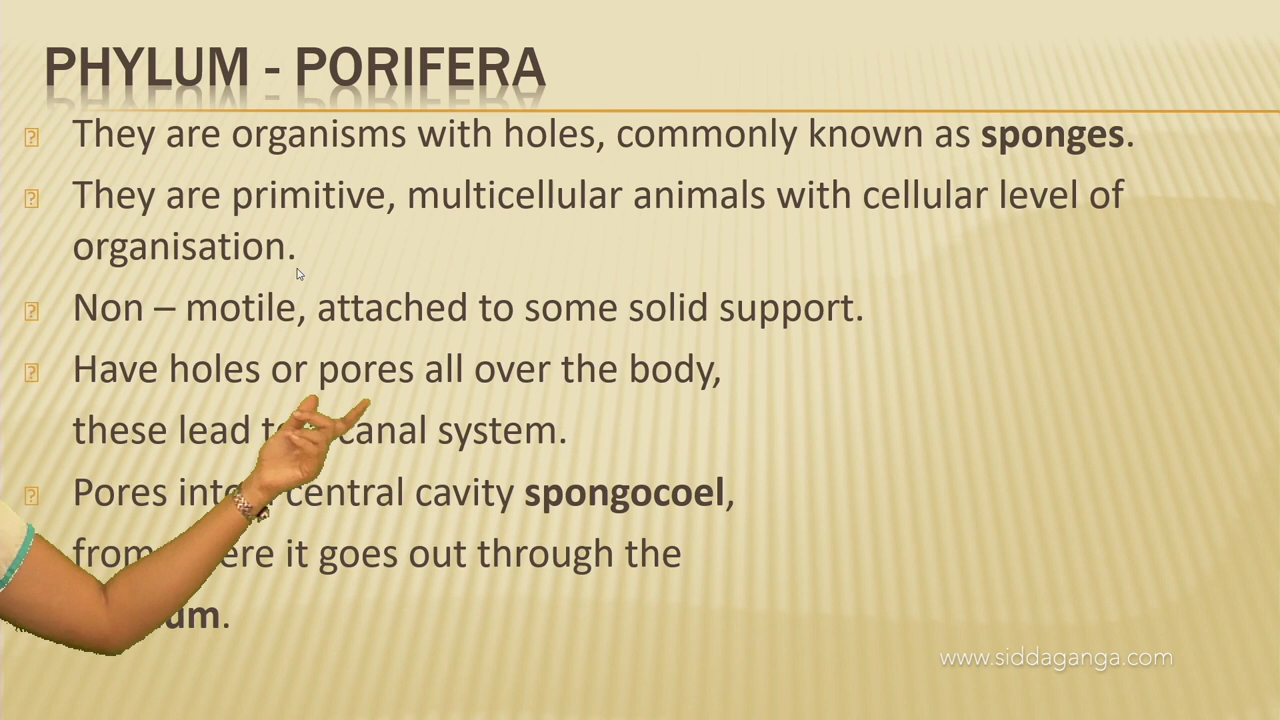 PHYLUM - PORIFERA
They are organisms with holes, commonly known as sponges.
They are primitive, multicellular animals with cellular level of
organisation.
Non – motile, attached to some solid support.
Have holes or pores all over the body,
these lead canal system.
Pores central cavity spongocoel,
from it goes out through the
www.siddaganga.com